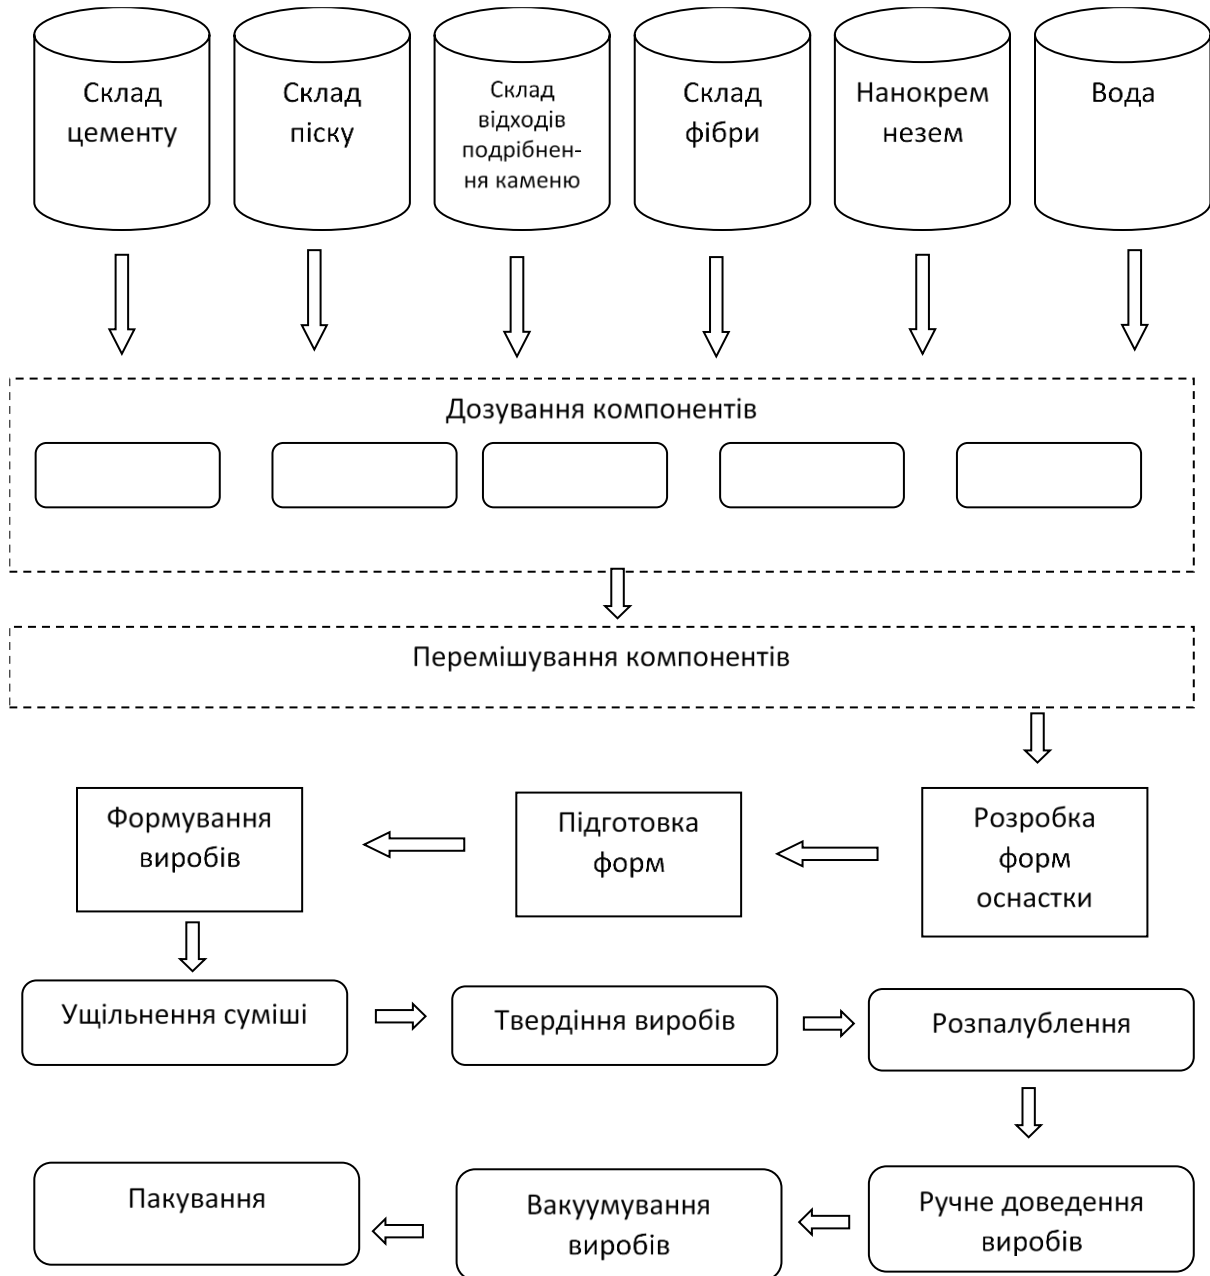 Склад
цементу
Склад
піску
Склад
відходів
подрібнен-
ня каменю
Склад
фібри
Нанокрем
незем
Вода
Дозування компонентів
Перемішування компонентів
Формування
виробів
Підготовка
форм
Розробка
форм
оснастки
Ущільнення суміші
Твердіння виробів
Розпалублення
Пакування
Вакуумування
виробів
Ручне доведення
виробів